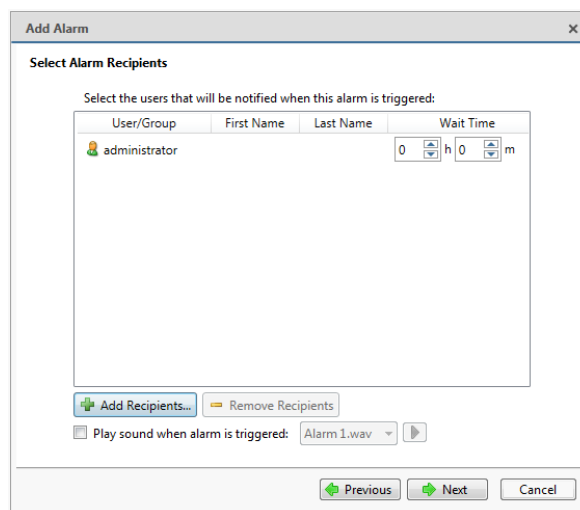 Add Alarm
Select Alarm Recipients
Select the users that will be notified when this alarm is triggered:
User/Group First Name Last Name Wait Time
administrator 0 h 0 m
Add Recipients... Remove Recipients
Play sound when alarm is triggered: Alarm 1.wav
Previous Next Cancel